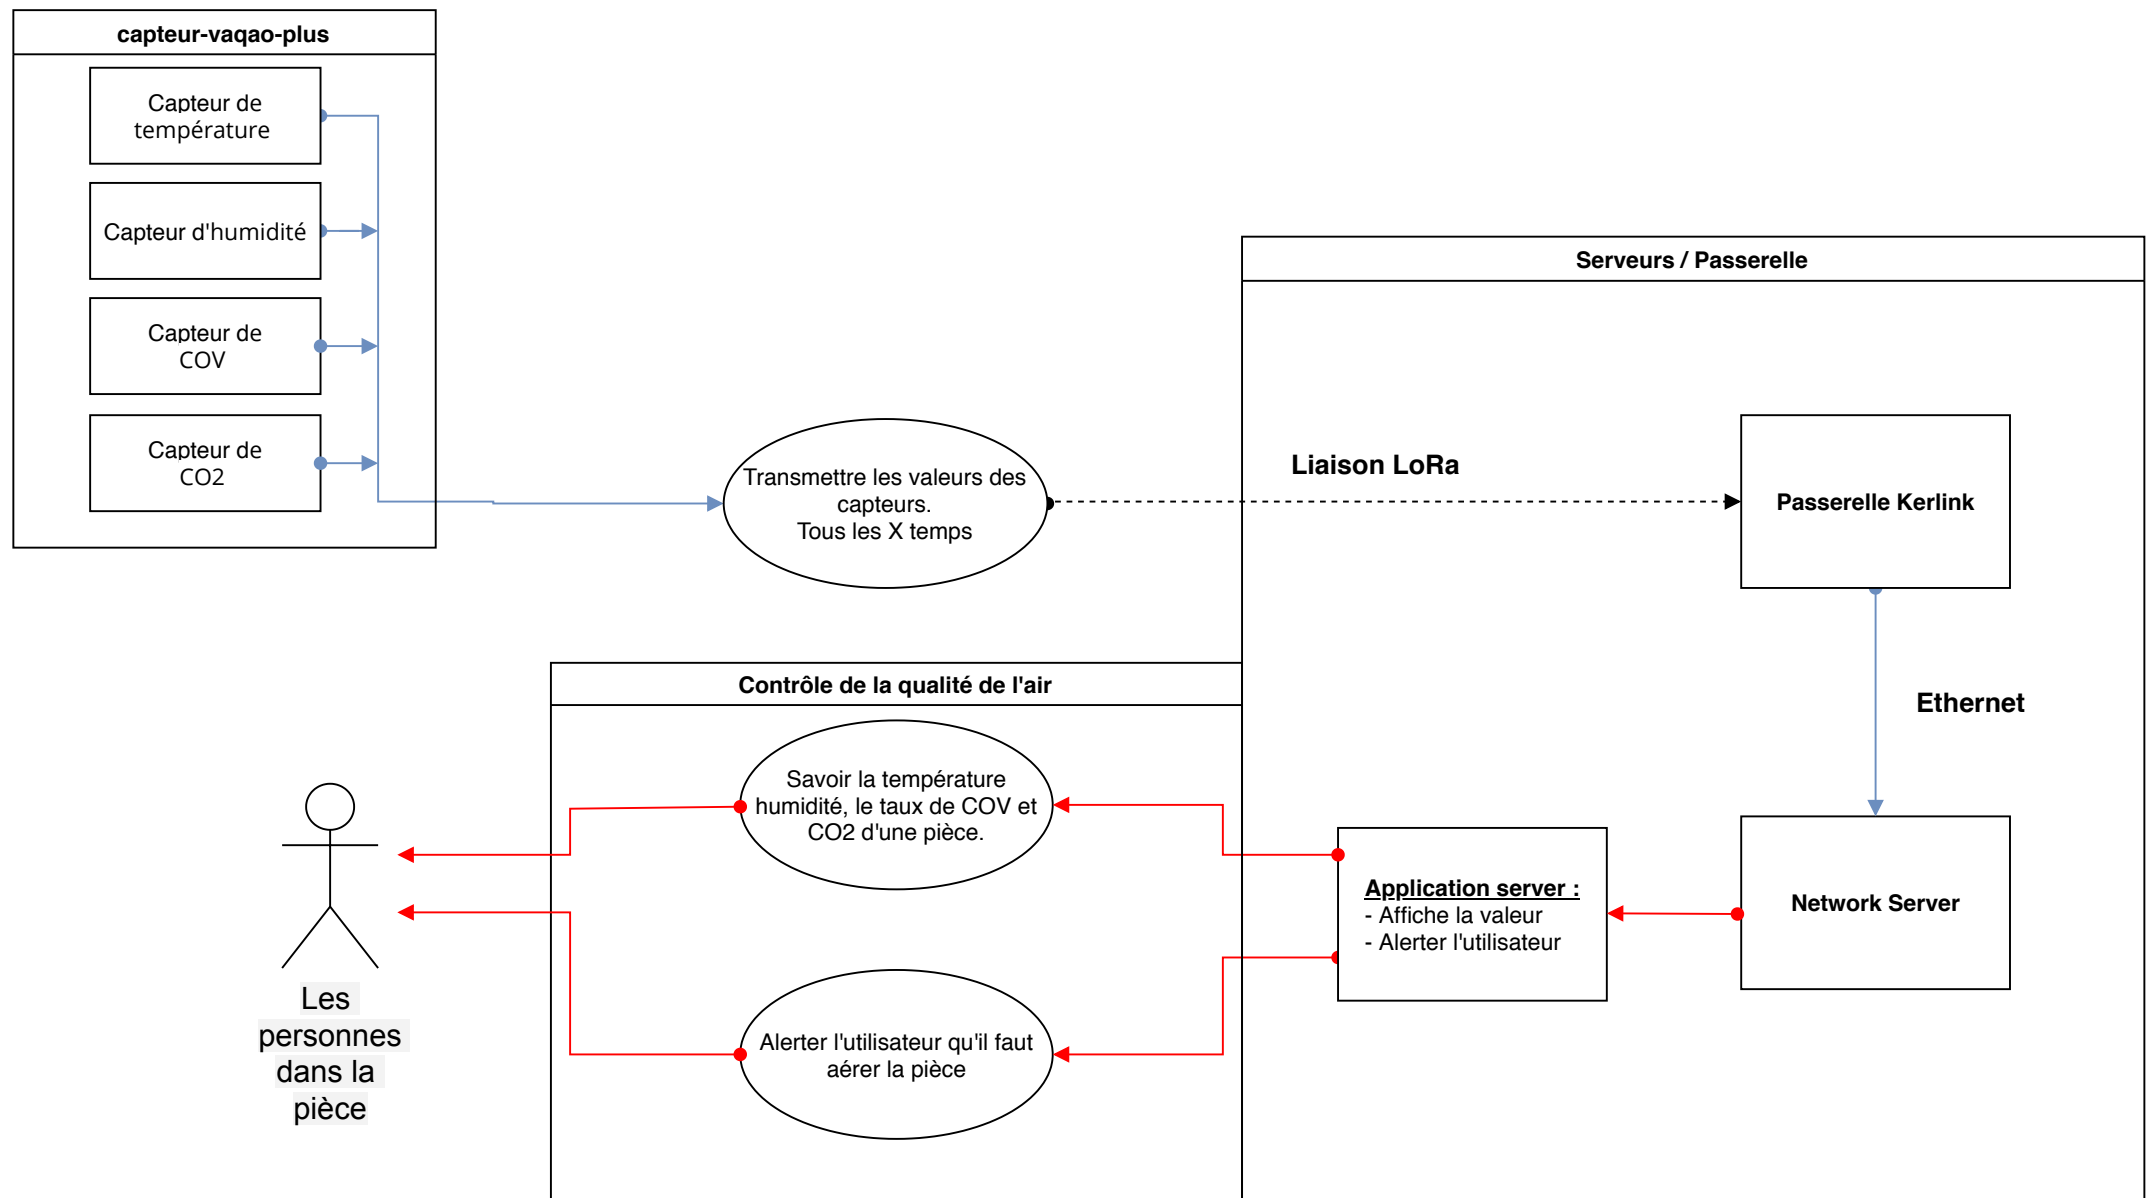 capteur-vaqao-plus
Capteur de
température
Capteur d'humidité
Capteur de
COV
Capteur de
CO2
Transmettre les valeurs des
capteurs.
Tous les X temps
Serveurs / Passerelle
Liaison LoRa
Passerelle Kerlink
Ethernet
Network Server
Application server :
- Affiche la valeur
- Alerter l'utilisateur
Contrôle de la qualité de l'air
Savoir la température
humidité, le taux de COV et
CO2 d'une pièce.
Alerter l'utilisateur qu'il faut
aérer la pièce
Les
personnes
dans la
pièce